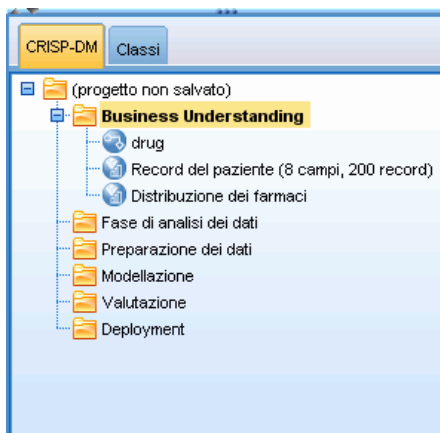 CRISP-DM Classi
(progetto non salvato)
Business Understanding
drug
Record del paziente (8 campi, 200 record)
Distribuzione dei farmaci
Fase di analisi dei dati
Preparazione dei dati
Modellazione
Valutazione
Deployment